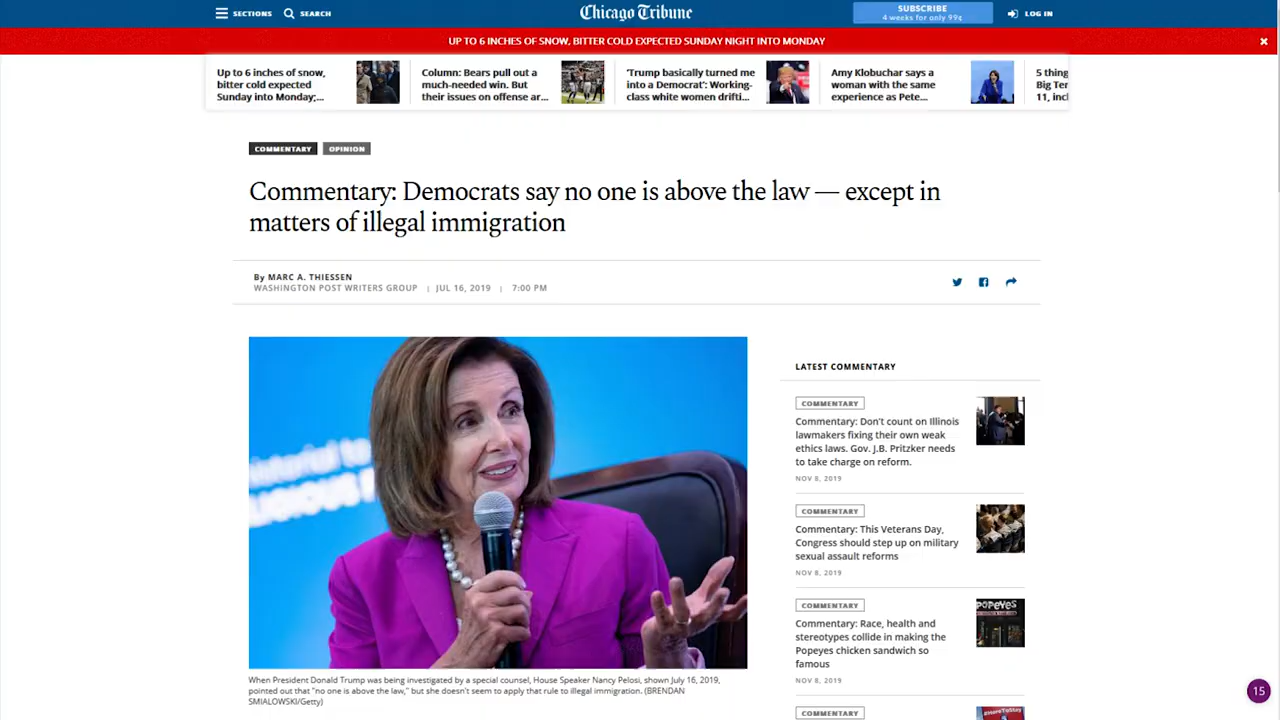 SECTIONS
SEARCH
Chicago Tribune
SUBSCRIBE
4 weeks for only 99¢
LOG IN
UP TO 6 INCHES OF SNOW, BITTER COLD EXPECTED SUNDAY NIGHT INTO MONDAY
Up to 6 inches of snow,
bitter cold expected
Sunday into Monday;...
Column: Bears pull out a
much-needed win. But
their issues on offense ar...
'Trump basically turned me
into a Democrat': Working-
class white women drifti...
Amy Klobuchar says a
woman with the same
experience as Pete...
5 thing
Big Ter
11, incl
COMMENTARY
OPINION
Commentary: Democrats say no one is above the law — except in
matters of illegal immigration
By MARC A. THIESSEN
WASHINGTON POST WRITERS GROUP | JUL 16, 2019 | 7:00 PM
When President Donald Trump was being investigated by a special counsel, House Speaker Nancy Pelosi, shown July 16, 2019,
pointed out that "no one is above the law," but she doesn't seem to apply that rule to illegal immigration. (BRENDAN
SMIALOWSKI/Getty)
LATEST COMMENTARY
COMMENTARY
Commentary: Don't count on Illinois
lawmakers fixing their own weak
ethics laws. Gov. J.B. Pritzker needs
to take charge on reform.
NOV 8, 2019
COMMENTARY
Commentary: This Veterans Day,
Congress should step up on military
sexual assault reforms
NOV 8, 2019
COMMENTARY
Commentary: Race, health and
stereotypes collide in making the
Popeyes chicken sandwich so
famous
NOV 8, 2019
POPEYES
COMMENTARY
15